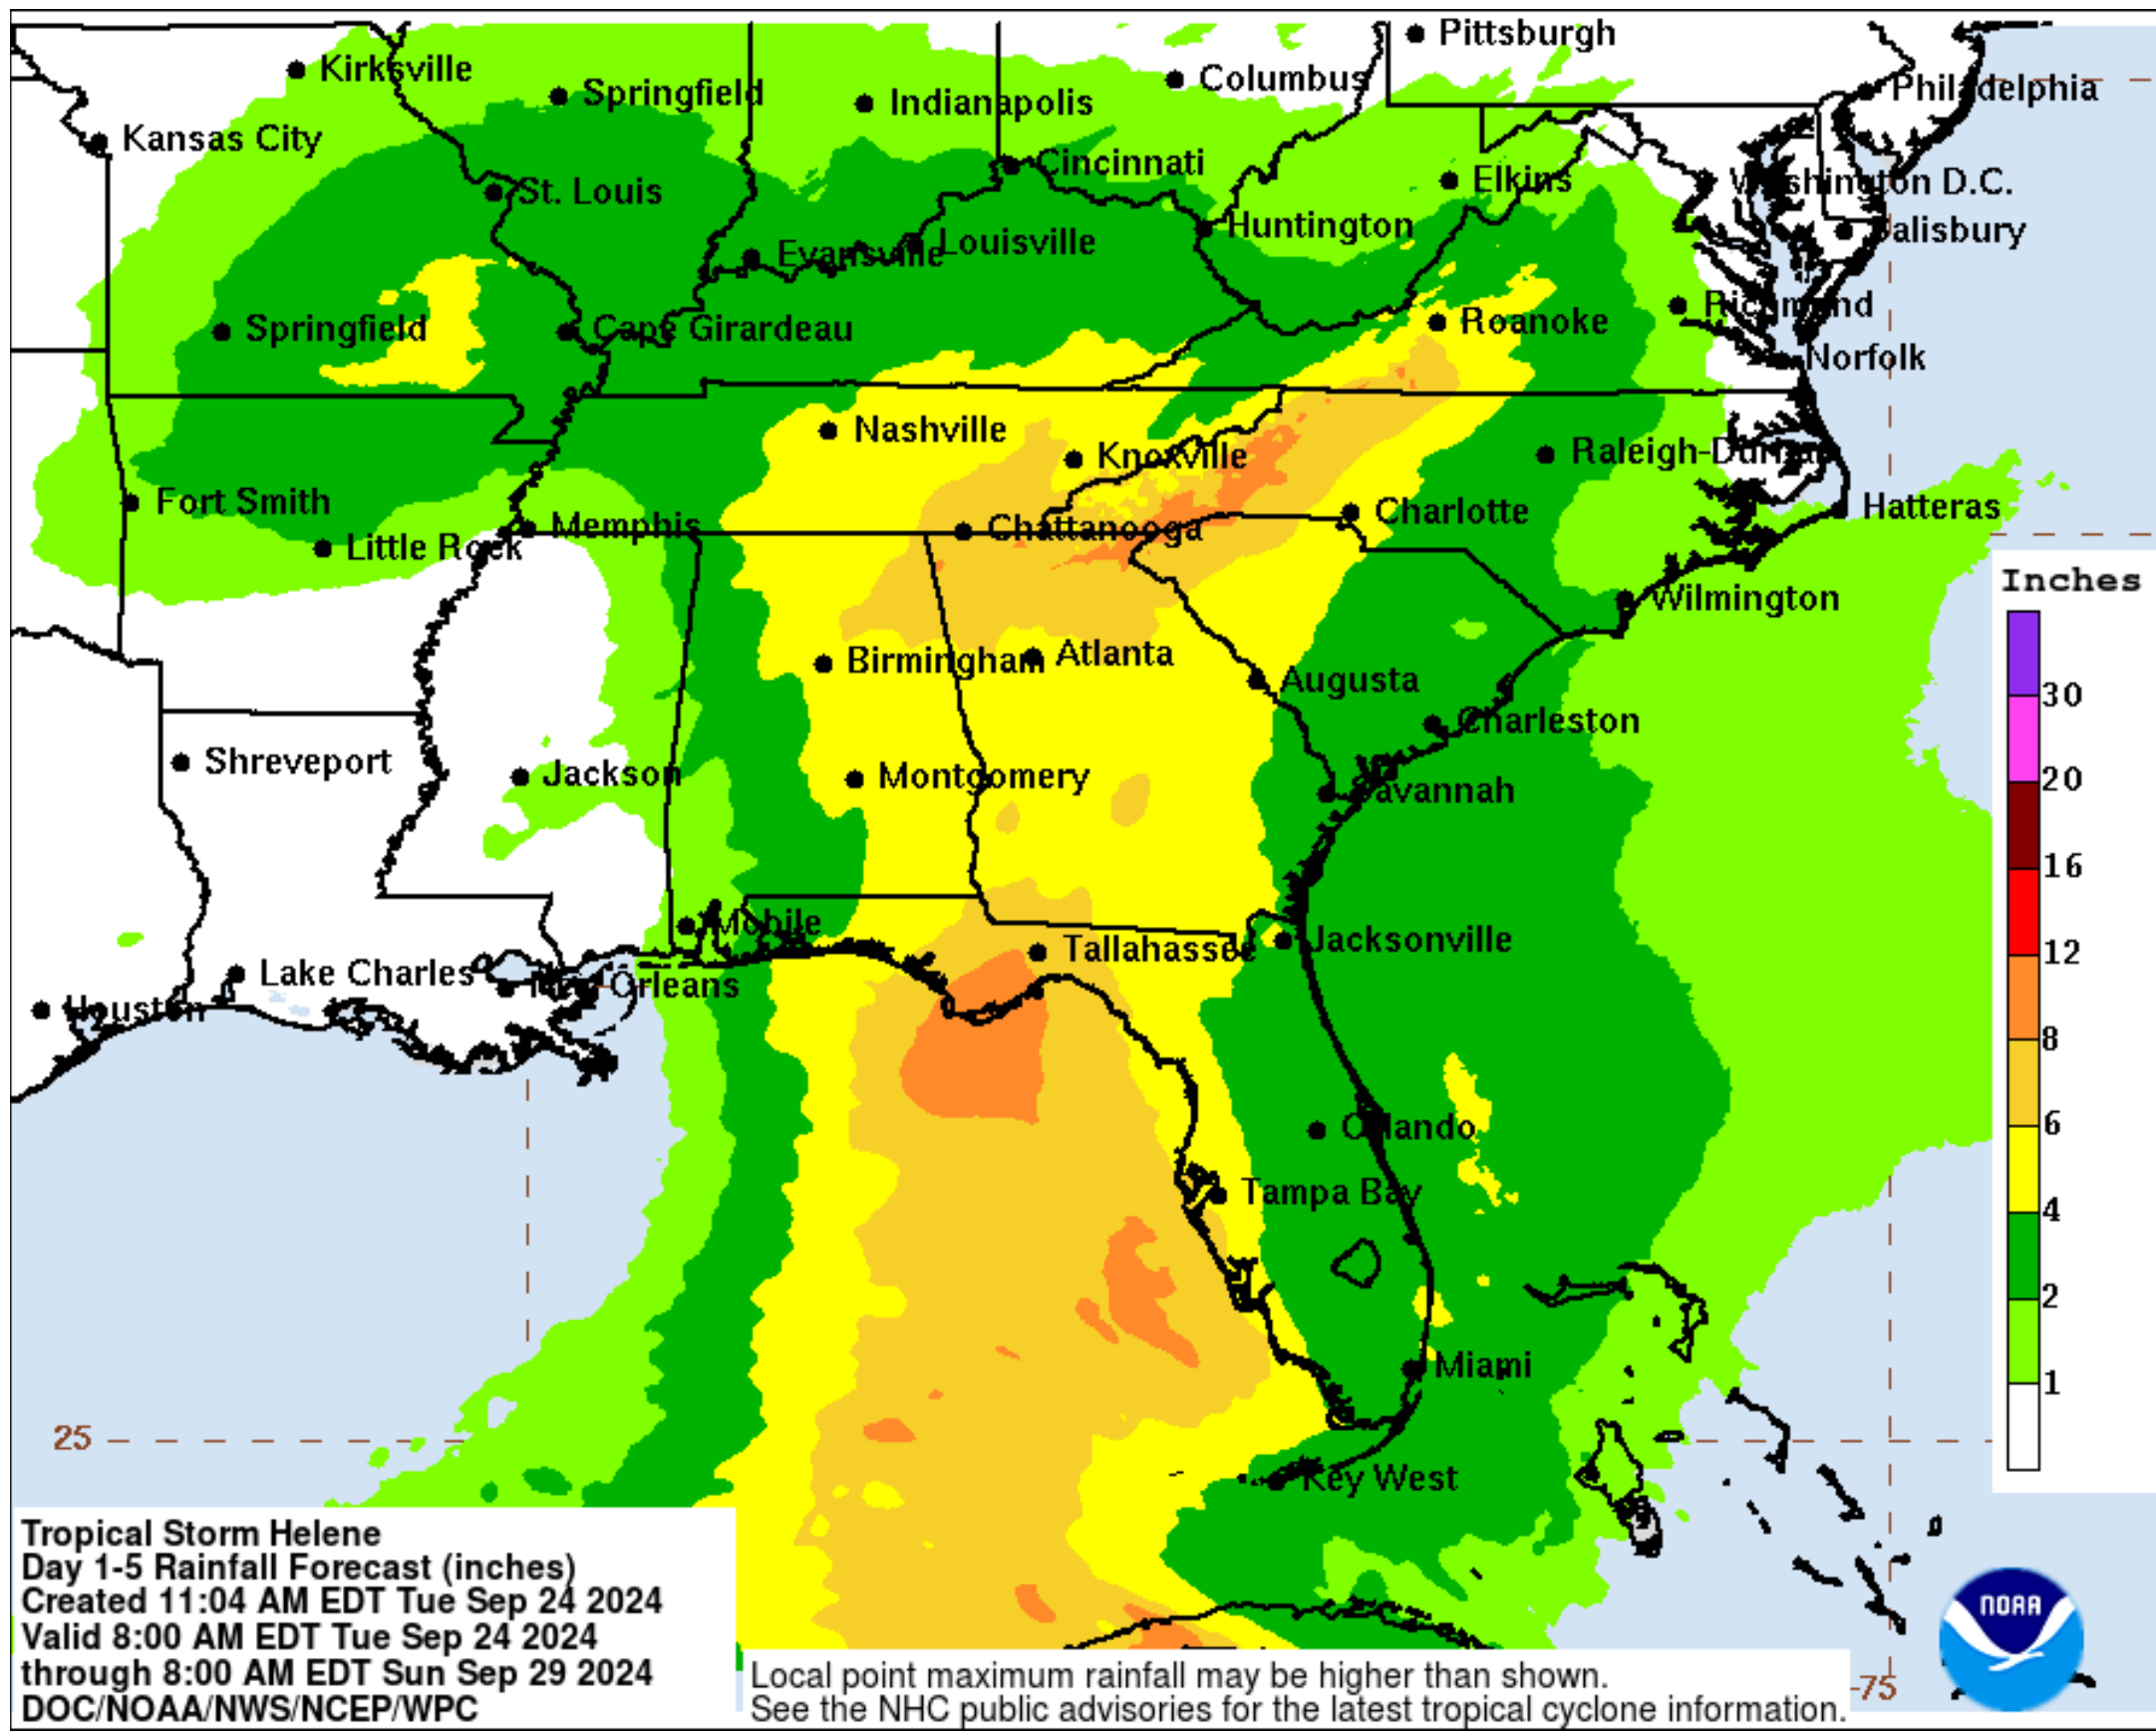 Pittsburgh
Kirksville
Columbus
Springfield
Philadelphia
Indianapolis
Kansas City
Cincinnati
Elkins
Washington D.C.
St. Louis
Huntington
Salisbury
Louisville
Evansville
Richmond
Springfield
Cape Girardeau
Roanoke
Norfolk
Nashville
Knoxville
Raleigh-Durham
Fort Smith
Charlotte
Hatteras
Memphis
Chattanooga
Little Rock
Inches
Wilmington
Birmingham
Atlanta
Augusta
30
Charleston
Shreveport
Jackson
Montgomery
20
Savannah
16
Mobile
Tallahassee
Jacksonville
12
Lake Charles
New Orleans
Houston
8
Orlando
6
Tampa Bay
4
2
Miami
1
25
Key West
Tropical Storm Helene
Day 1-5 Rainfall Forecast (inches)
Created 11:04 AM EDT Tue Sep 24 2024
Valid 8:00 AM EDT Tue Sep 24 2024
through 8:00 AM EDT Sun Sep 29 2024
DOC/NOAA/NWS/NCEP/WPC
Local point maximum rainfall may be higher than shown.
See the NHC public advisories for the latest tropical cyclone information.
-75
NOAA